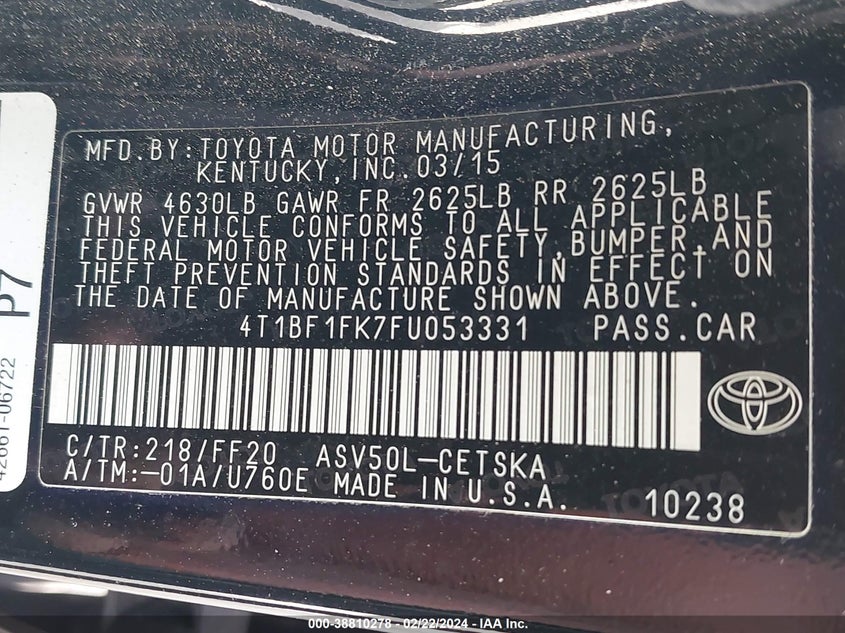 MFD. BY: TOYOTA MOTOR MANUFACTURING,
KENTUCKY, INC. 03/15
GVWR 4630LB GAWR FR 2625LB RR 2625LB
THIS VEHICLE CONFORMS TO ALL APPLICABLE
FEDERAL MOTOR VEHICLE SAFETY, BUMPER, AND
THEFT PREVENTION STANDARDS IN EFFECT ON
THE DATE OF MANUFACTURE SHOWN ABOVE.
4T1BF1FK7FU053331 PASS. CAR
C/TR: 218/FF20 ASV50L-CETSKA
A/TM: -01A/U760E MADE IN U.S.A.
10238
P7
42661-06722
TOYOTA
000-38810278 - 02/22/2024 - IAA Inc.